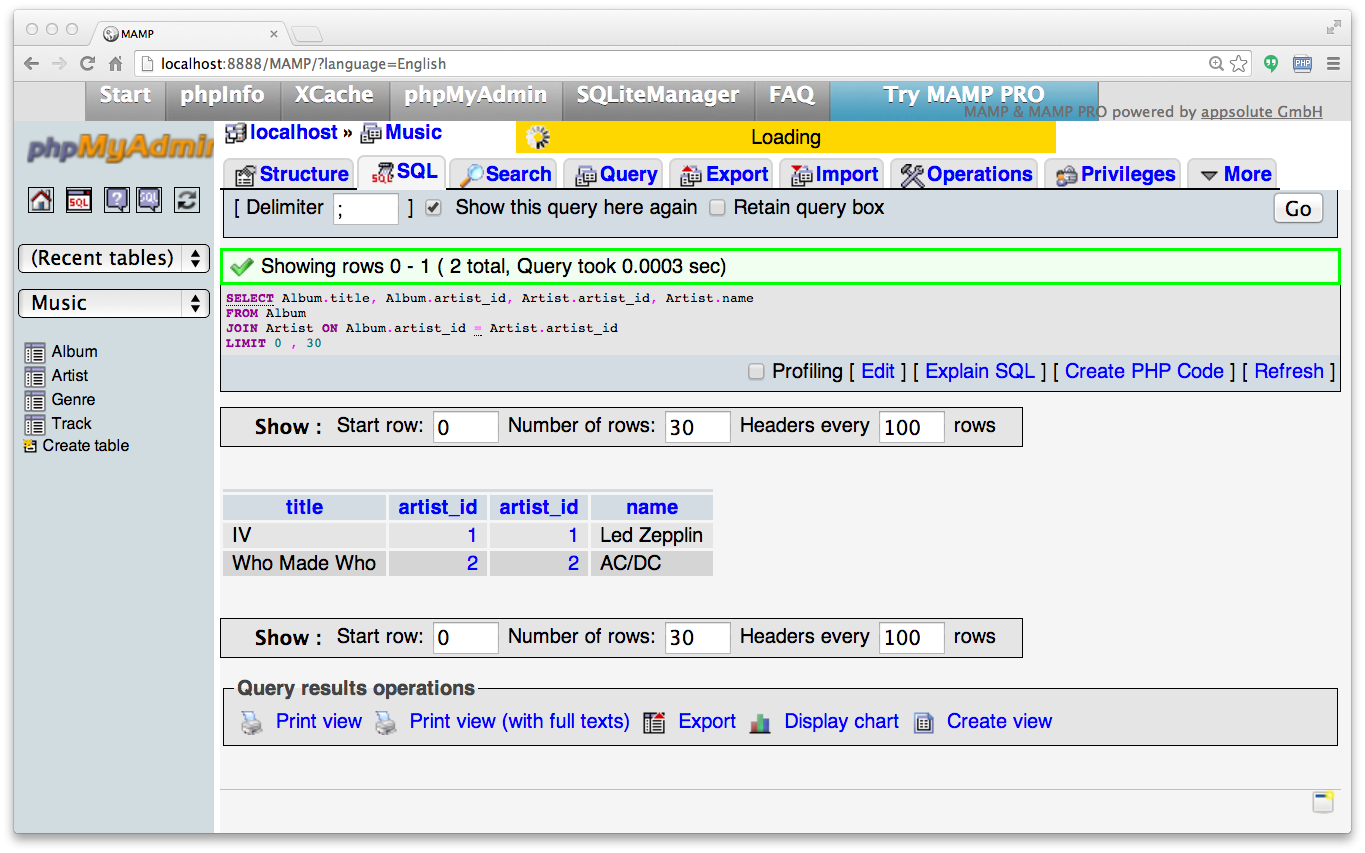 MAMP
localhost:8888/MAMP/?language=English
PHP
Start phpInfo XCache phpMyAdmin SQLiteManager FAQ Try MAMP PRO
MAMP & MAMP PRO powered by appsolute GmbH
phpMyAdmin
localhost » Music
Loading
Structure SQL Search Query Export Import Operations Privileges More
[ Delimiter ; ] Show this query here again Retain query box Go
SQL ? SQL
(Recent tables)
Music
Album
Artist
Genre
Track
Create table
Showing rows 0 - 1 ( 2 total, Query took 0.0003 sec)
SELECT Album.title, Album.artist_id, Artist.artist_id, Artist.name
FROM Album
JOIN Artist ON Album.artist_id = Artist.artist_id
LIMIT 0 , 30
Profiling [ Edit ] [ Explain SQL ] [ Create PHP Code ] [ Refresh ]
Show : Start row: 0 Number of rows: 30 Headers every 100 rows
title artist_id artist_id name
IV 1 1 Led Zepplin
Who Made Who 2 2 AC/DC
Show : Start row: 0 Number of rows: 30 Headers every 100 rows
Query results operations
Print view Print view (with full texts) Export Display chart Create view